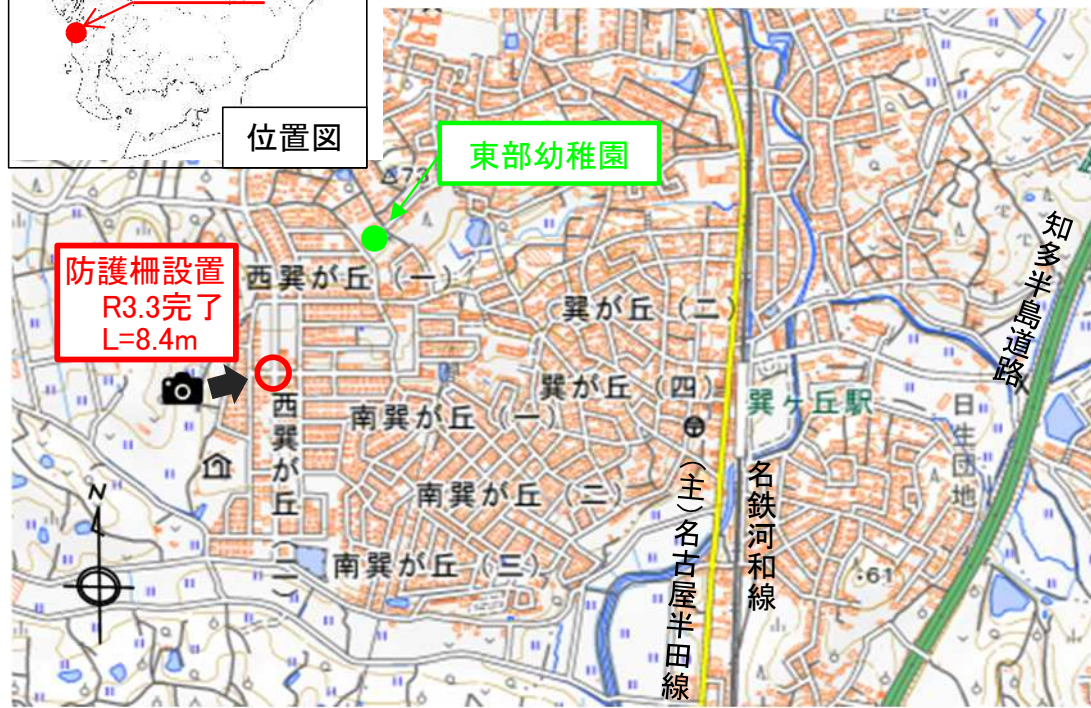 位置図
東部幼稚園
73
防護柵設置
R3.3完了
L=8.4m
西巽が丘(一)
巽が丘(二)
巽が丘(四)
巽ヶ丘駅
南巽が丘(一)
西巽が丘(二)
南巽が丘(二)
南巽が丘(三)
知多半島道路
日生団地
(主)名古屋半田線
名鉄河和線
61
N